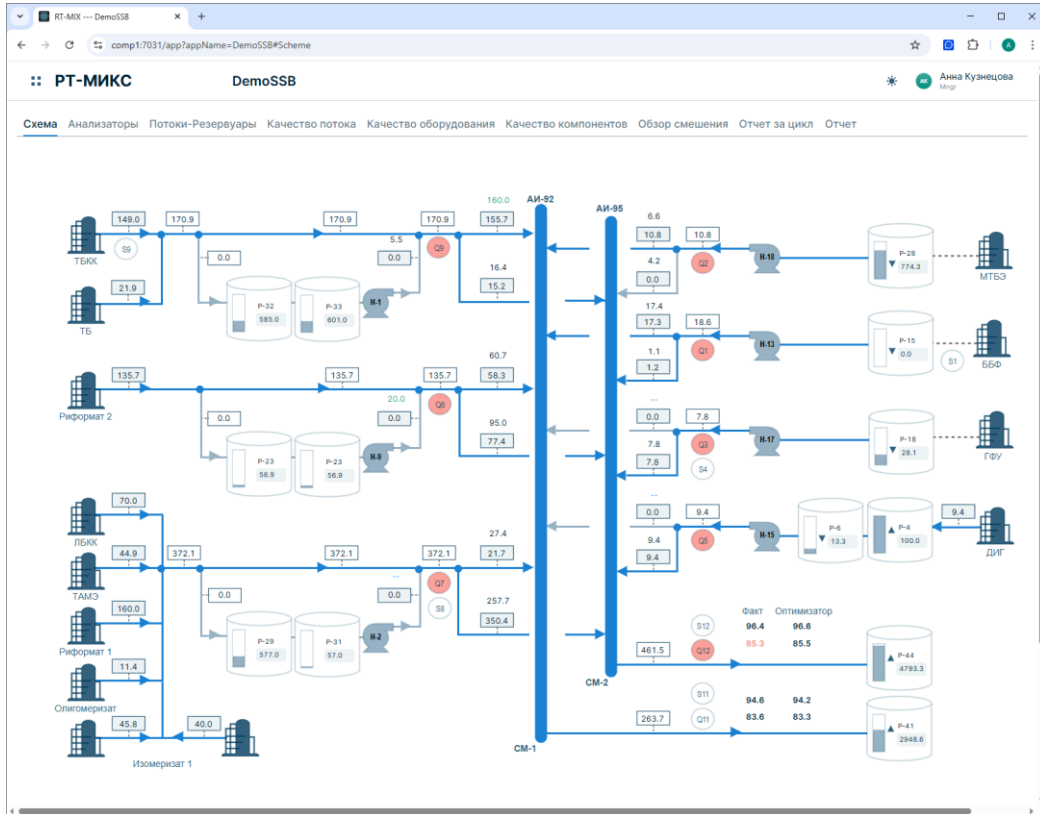 RT-MIX --- DemoSSB
comp1:7031/app?appName=DemoSSB#Scheme
РТ-МИКС DemoSSB
АК Анна Кузнецова
Mngr
Схема Анализаторы Потоки-Резервуары Качество потока Качество оборудования Качество компонентов Обзор смешения Отчет за цикл Отчет
160.0 АИ-92
149.0 170.9 170.9 170.9 155.7
S9 Q9
ТБКК
5.5
0.0 0.0
16.4
21.9 15.2
ТБ
Р-32 Р-33 Н-1
585.0 601.0
60.7
135.7 135.7 135.7 58.3
Риформат 2
20.0 Q6
0.0 0.0
95.0
77.4
Р-23 Р-23 Н-9
56.9 56.9
70.0
ЛБКК
27.4
44.9 372.1 372.1 372.1 21.7
ТАМЭ
-- Q7
0.0 0.0 S8
160.0
Риформат 1
257.7
350.4
Р-29 Р-31 Н-2
577.0 57.0
11.4
Олигомеризат
45.8 40.0
Изомеризат 1
СМ-1
АИ-95
6.6
10.8 10.8
Q2 Н-18 Р-28
774.3
МТБЭ
4.2
0.0
17.4
17.3 18.6
Q1 Н-13 Р-15
0.0
S1 ББФ
1.1
1.2
--
0.0 7.8
Q3 Н-17 Р-18
28.1
ГФУ
7.8
7.8 S4
--
0.0 9.4
Q5 Н-15 Р-6 Р-4 9.4
13.3 100.0
ДИГ
9.4
9.4
Факт Оптимизатор
S12 96.4 96.6
461.5 Q12 85.3 85.5
Р-44
4793.3
СМ-2
S11 94.6 94.2
263.7 Q11 83.6 83.3
Р-41
2948.6